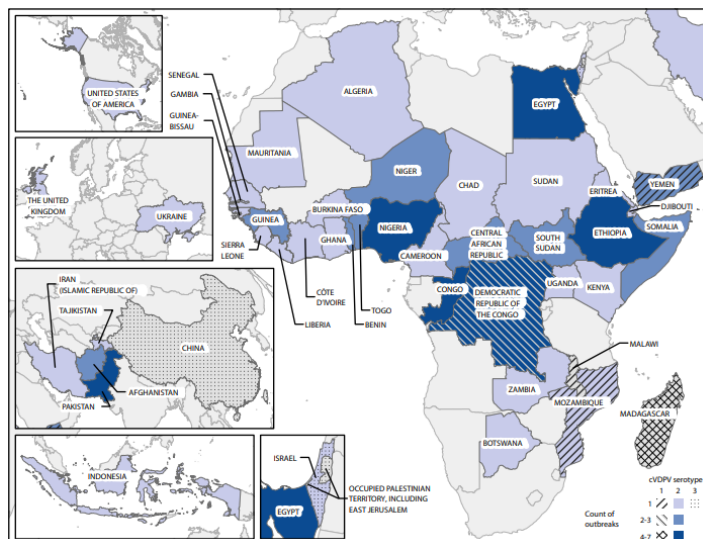 UNITED STATES
OF AMERICA
SENEGAL
GAMBIA
GUINEA-
BISSAU
ALGERIA
EGYPT
MAURITANIA
NIGER
CHAD
SUDAN
ERITREA
YEMEN
DJIBOUTI
THE UNITED
KINGDOM
UKRAINE
BURKINA FASO
GUINEA
GHANA
NIGERIA
CENTRAL
AFRICAN
REPUBLIC
SOUTH
SUDAN
ETHIOPIA
SOMALIA
SIERRA
LEONE
CAMEROON
CÔTE
D'IVOIRE
TOGO
LIBERIA
BENIN
CONGO
DEMOCRATIC
REPUBLIC OF
THE CONGO
UGANDA
KENYA
IRAN
(ISLAMIC REPUBLIC OF)
TAJIKISTAN
CHINA
AFGHANISTAN
PAKISTAN
MALAWI
ZAMBIA
MOZAMBIQUE
MADAGASCAR
BOTSWANA
INDONESIA
ISRAEL
OCCUPIED PALESTINIAN
TERRITORY, INCLUDING
EAST JERUSALEM
EGYPT
cVDPV serotype
1 2 3
Count of
outbreaks
1
2-3
4-7